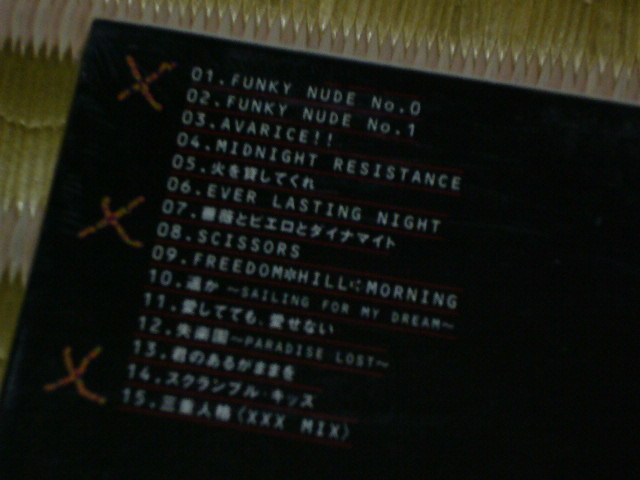 01.FUNKY NUDE No.0
02.FUNKY NUDE No.1
03.AVARICE!!
04.MIDNIGHT RESISTANCE
05.火を貸してくれ
06.EVER LASTING NIGHT
07.薔薇とピエロとダイナマイト
08.SCISSORS
09.FREEDOM✽HILL MORNING
10.遥か 〜SAILING FOR MY DREAM〜
11.愛してても、愛せない
12.失楽園〜PARADISE LOST〜
13.君のあるがままを
14.スクランブル・キッズ
15.三重人格〈XXX MIX〉